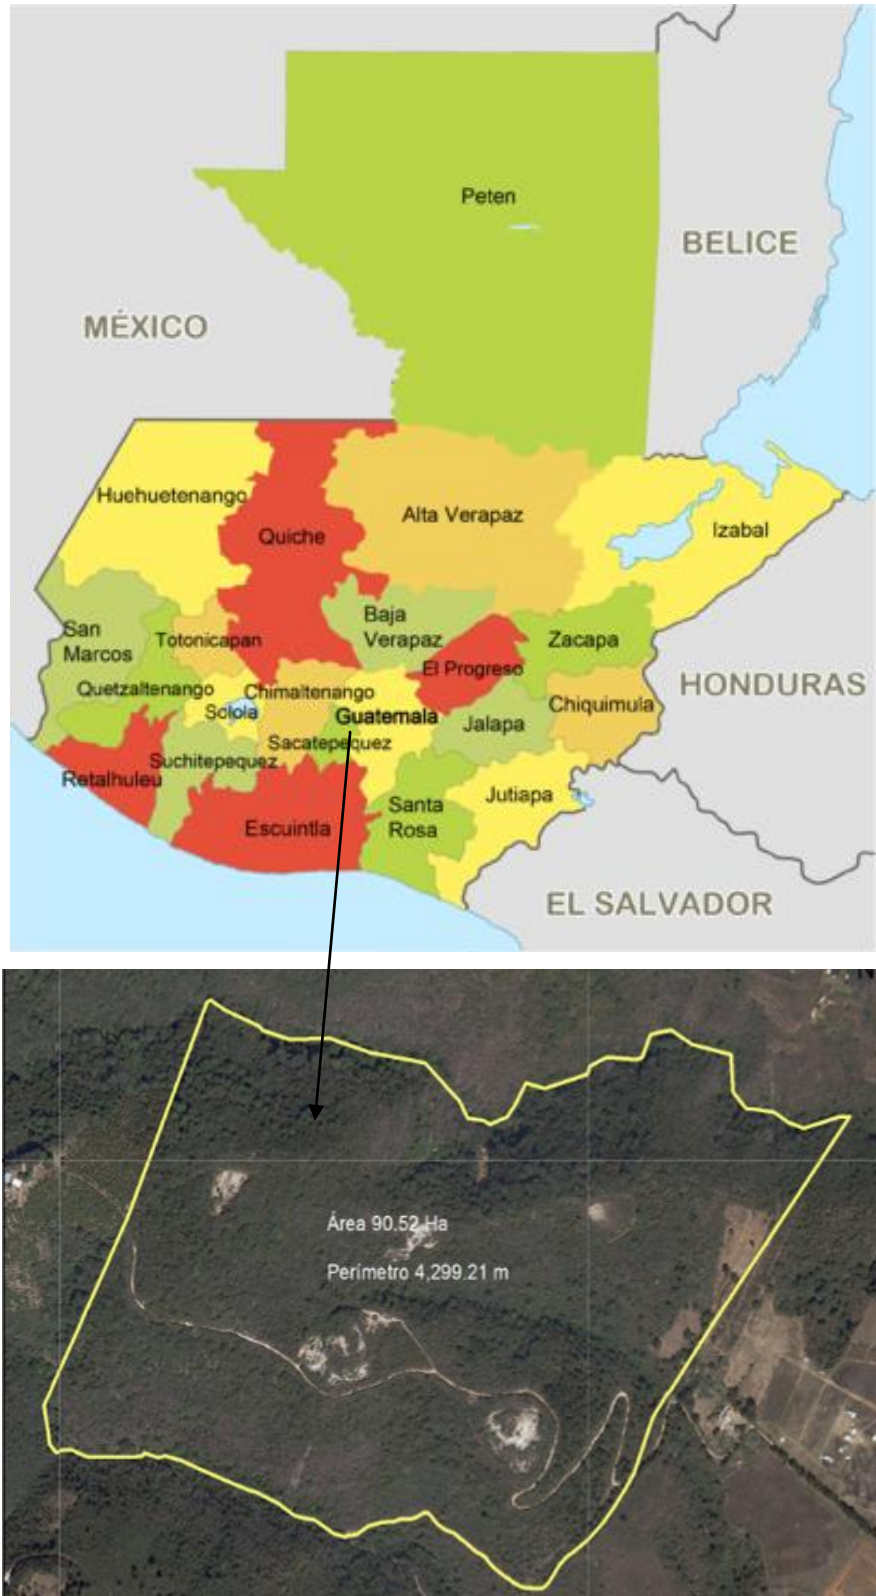 Peten
BELICE
MÉXICO
Huehuetenango
Quiche
Alta Verapaz
Izabal
San
Marcos
Totonicapan
Baja
Verapaz
El Progreso
Zacapa
HONDURAS
Quetzaltenango
Chimaltenango
Solola
Guatemala
Jalapa
Chiquimula
Sacatepequez
Suchitepequez
Retalhuleu
Escuintla
Santa
Rosa
Jutiapa
EL SALVADOR
Área 90.52 Ha
Perímetro 4,299.21 m